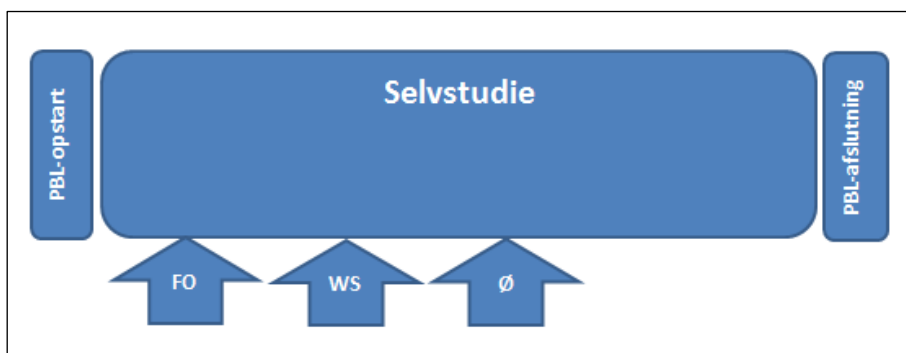 PBL-opstart
Selvstudie
PBL-afslutning
FO
WS
Ø